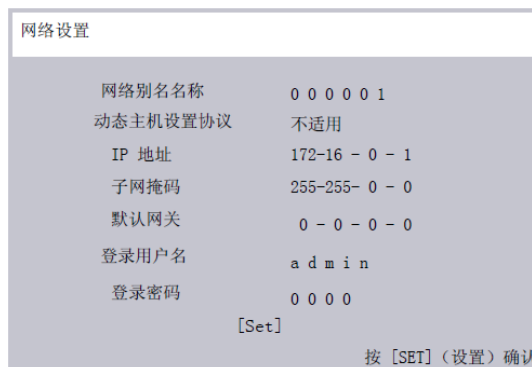 网络设置
网络别名名称 0 0 0 0 0 1
动态主机设置协议 不适用
IP 地址 172-16 - 0 - 1
子网掩码 255-255- 0 - 0
默认网关 0 - 0 - 0 - 0
登录用户名 a d m i n
登录密码 0 0 0 0
[Set]
按 [SET]（设置）确认